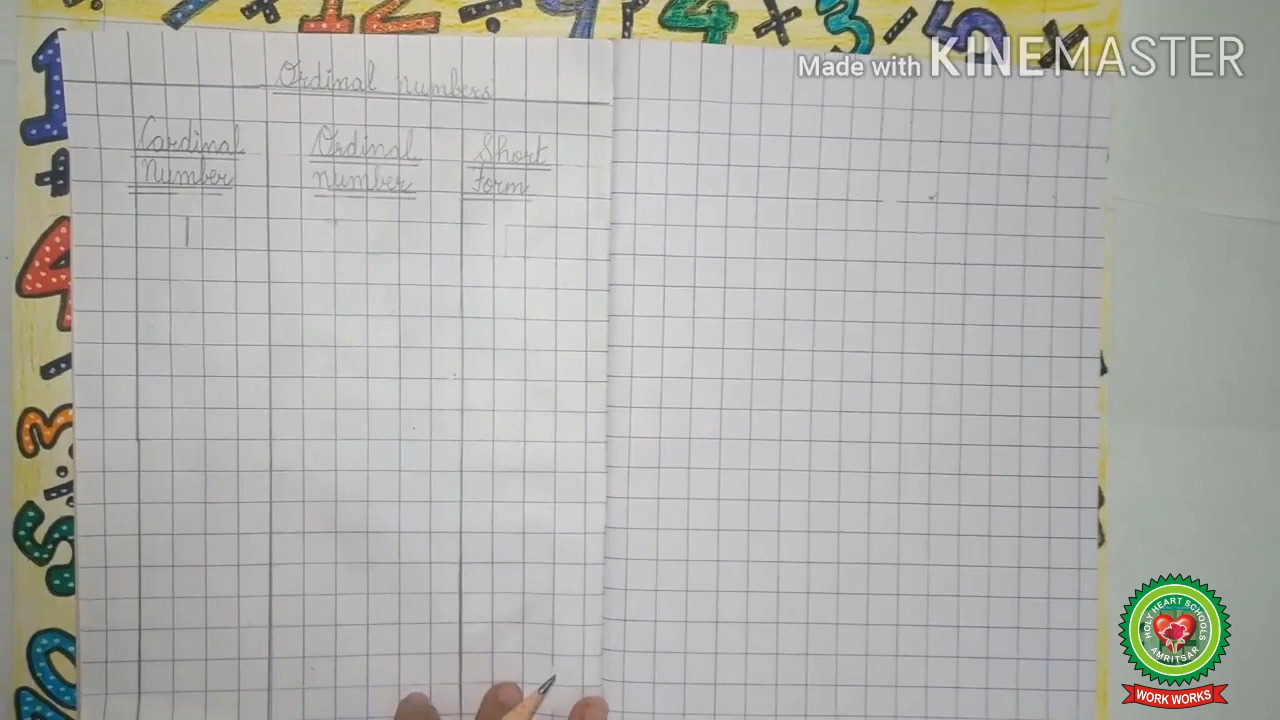 Made with KINEMASTER
Ordinal numbers
Cardinal Number
Ordinal number
Short Form
1
HOLY HEART SCHOOLS
AMRITSAR
WORK WORKS